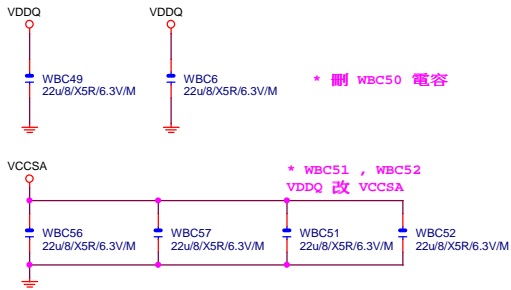 VDDQ
VDDQ
WBC49
22u/8/X5R/6.3V/M
WBC6
22u/8/X5R/6.3V/M
* 刪 WBC50 電容
VCCSA
* WBC51 , WBC52
VDDQ 改 VCCSA
WBC56
22u/8/X5R/6.3V/M
WBC57
22u/8/X5R/6.3V/M
WBC51
22u/8/X5R/6.3V/M
WBC52
22u/8/X5R/6.3V/M